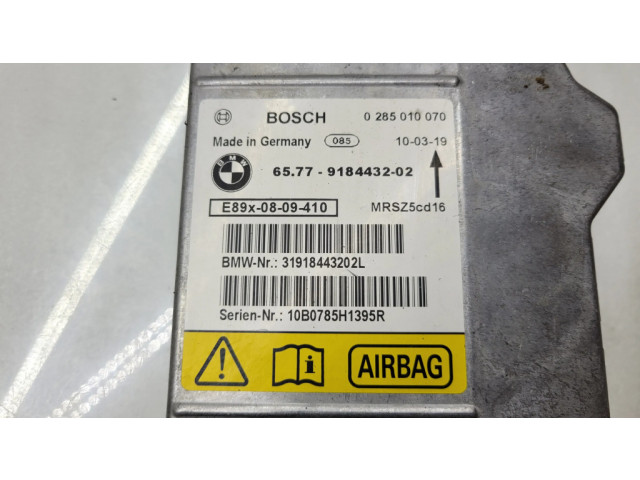 BOSCH 0 285 010 070
Made in Germany 085 10-03-19
BMW 65.77 - 9184432-02
E89x-08-09-410 MRSZ5cd16
BMW-Nr.: 31918443202L
Serien-Nr.: 10B0785H1395R
AIRBAG